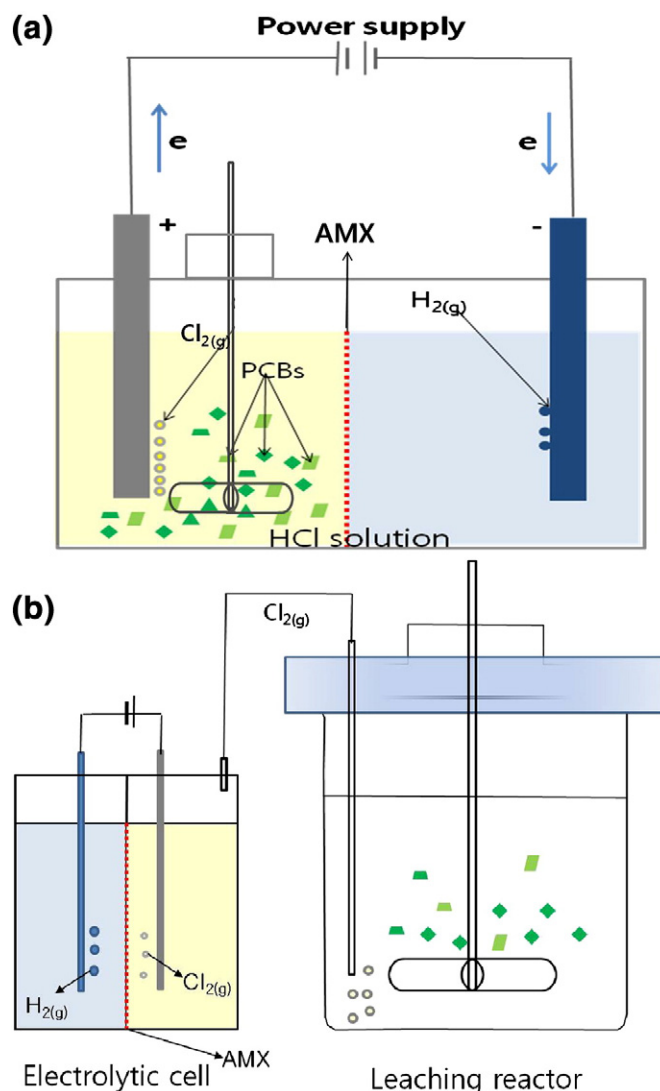 (a)
Power supply
e
e
+
AMX
-
H2(g)
Cl2(g)
PCBs
HCl solution
(b)
Cl2(g)
H2(g)
Cl2(g)
AMX
Electrolytic cell
Leaching reactor